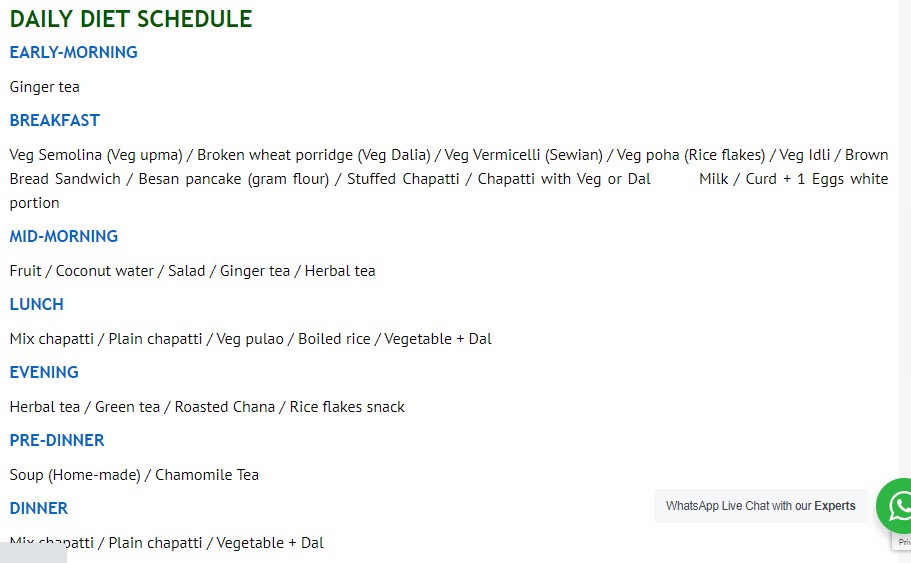 DAILY DIET SCHEDULE
EARLY-MORNING
Ginger tea
BREAKFAST
Veg Semolina (Veg upma) / Broken wheat porridge (Veg Dalia) / Veg Vermicelli (Sewian) / Veg poha (Rice flakes) / Veg Idli / Brown
Bread Sandwich / Besan pancake (gram flour) / Stuffed Chapatti / Chapatti with Veg or Dal Milk / Curd + 1 Eggs white
portion
MID-MORNING
Fruit / Coconut water / Salad / Ginger tea / Herbal tea
LUNCH
Mix chapatti / Plain chapatti / Veg pulao / Boiled rice / Vegetable + Dal
EVENING
Herbal tea / Green tea / Roasted Chana / Rice flakes snack
PRE-DINNER
Soup (Home-made) / Chamomile Tea
DINNER
WhatsApp Live Chat with our Experts
Mix chapatti / Plain chapatti / Vegetable + Dal